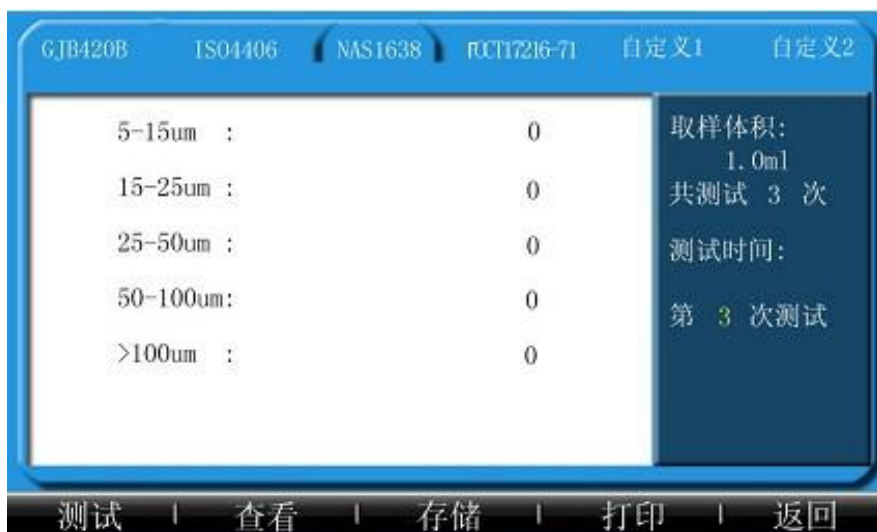 GJB420B ISO4406 NAS1638 ГОСТ17216-71 自定义1 自定义2
5-15um : 0
15-25um : 0
25-50um : 0
50-100um: 0
>100um : 0
取样体积:
1.0ml
共测试 3 次
测试时间:
第 3 次测试
测试 查看 存储 打印 返回